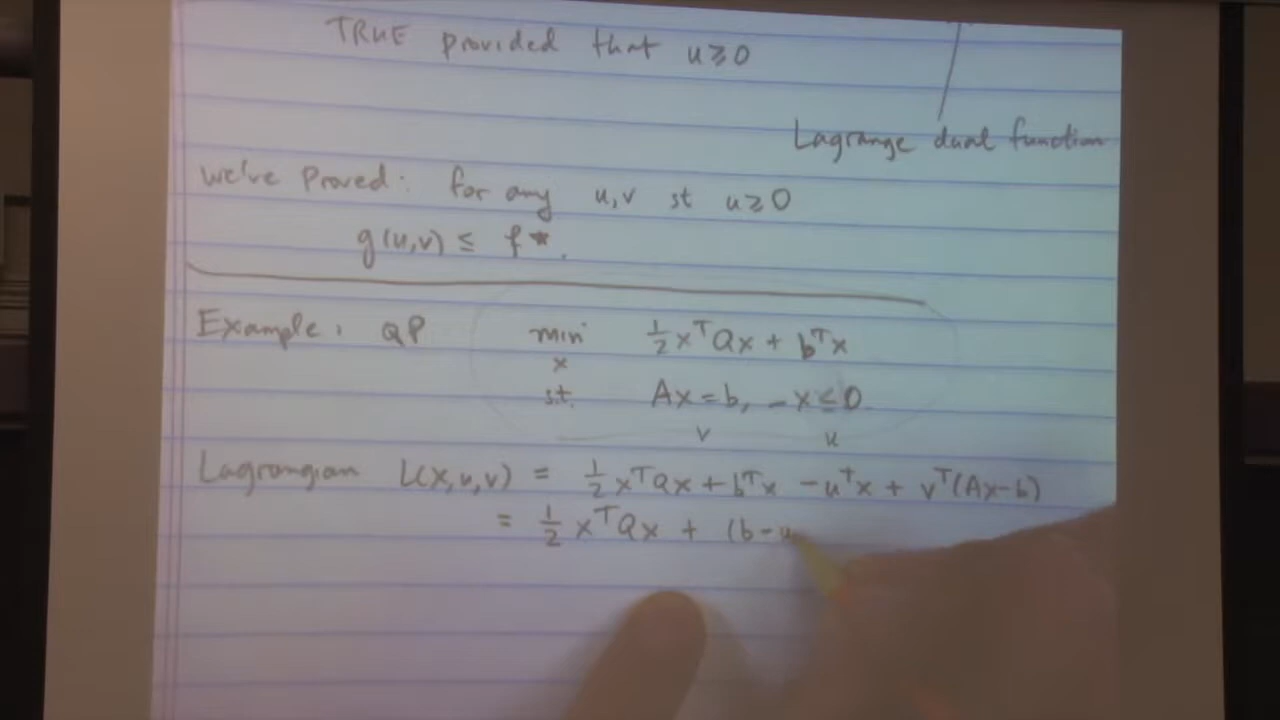 TRUE provided that u ≥ 0
Lagrange dual function
We've Proved: for any u,v st u ≥ 0
g(u,v) ≤ f*.
Example: QP min ½ xᵀQx + bᵀx
x
s.t. Ax = b, -x ≤ 0
v u
Lagrangian L(x,u,v) = ½ xᵀQx + bᵀx - uᵀx + vᵀ(Ax-b)
= ½ xᵀQx + (b-u